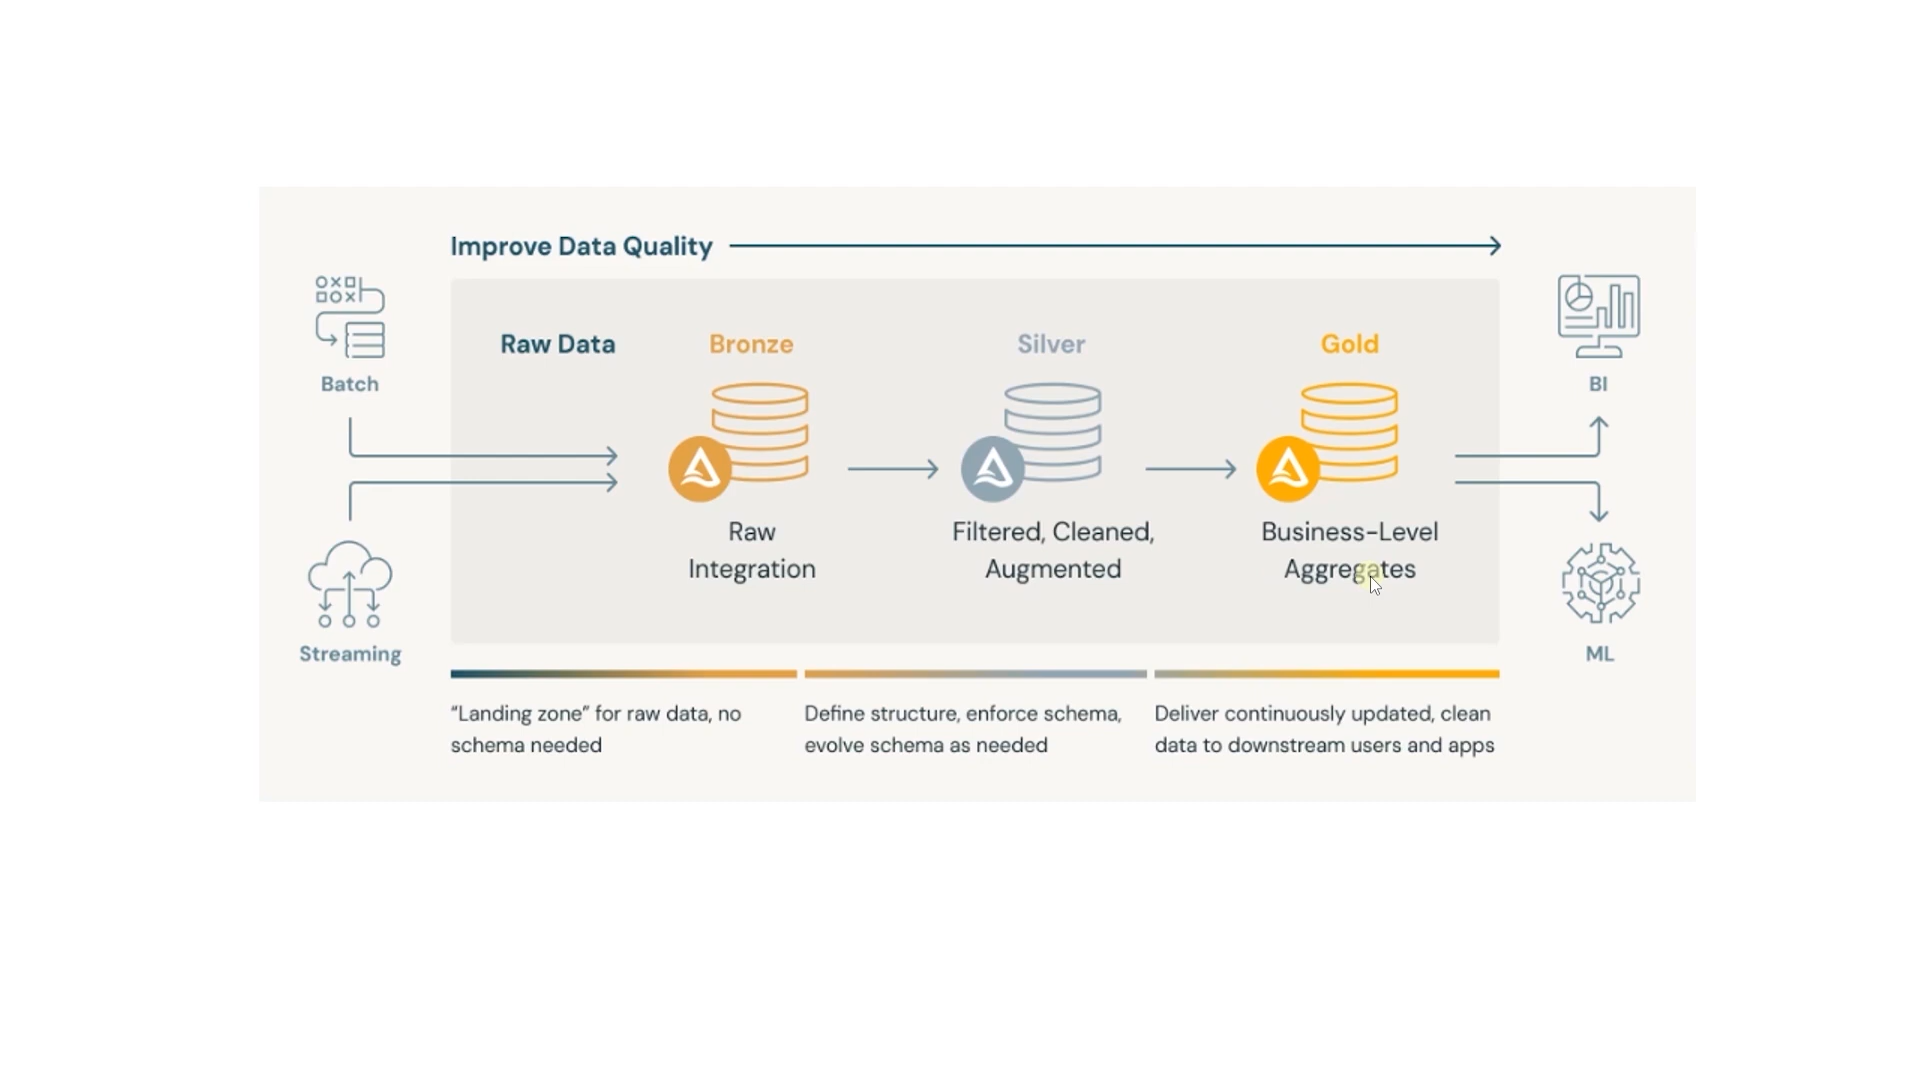 Improve Data Quality
Batch
Streaming
Raw Data
Bronze
Raw
Integration
Silver
Filtered, Cleaned,
Augmented
Gold
Business-Level
Aggregates
BI
ML
“Landing zone” for raw data, no
schema needed
Define structure, enforce schema,
evolve schema as needed
Deliver continuously updated, clean
data to downstream users and apps